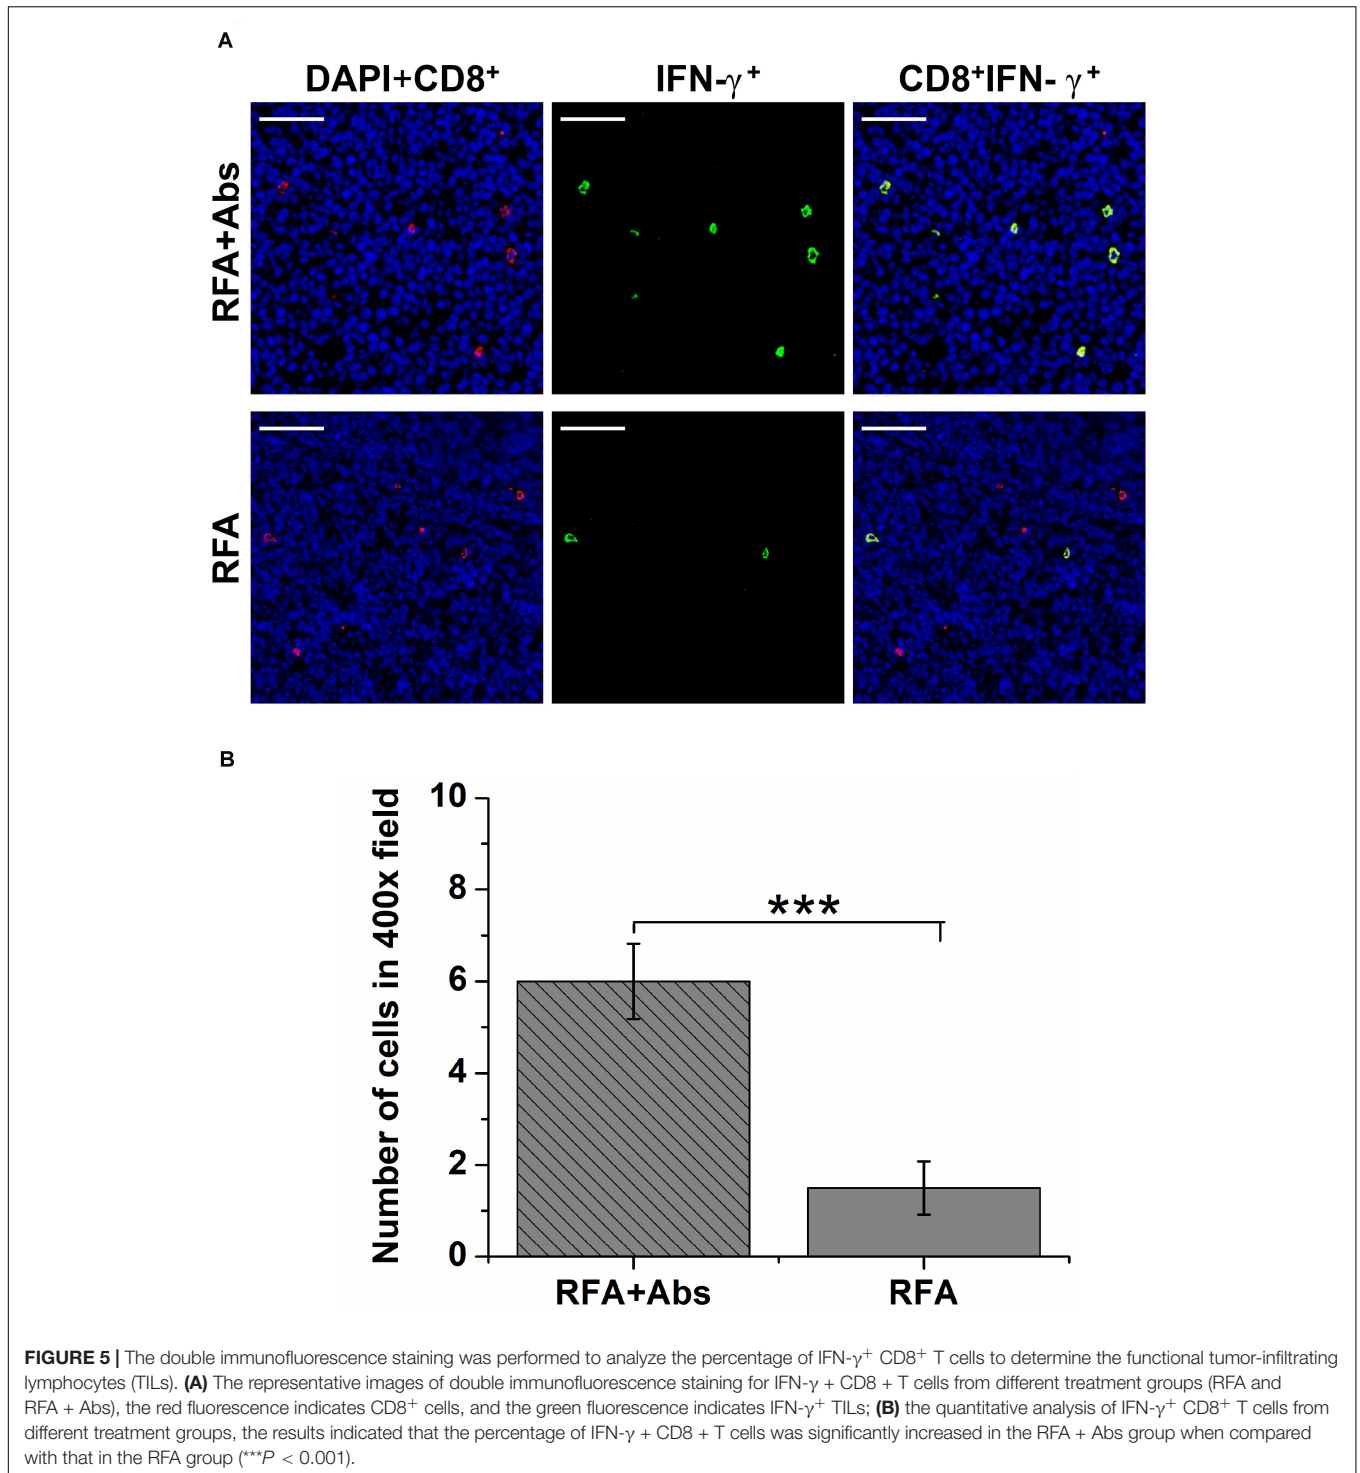 A
DAPI+CD8⁺ IFN-γ⁺ CD8⁺IFN- γ⁺
RFA+Abs
RFA
B
Number of cells in 400x field
10
8
6
4
2
0
***
RFA+Abs RFA
FIGURE 5 | The double immunofluorescence staining was performed to analyze the percentage of IFN-γ⁺ CD8⁺ T cells to determine the functional tumor-infiltrating
lymphocytes (TILs). (A) The representative images of double immunofluorescence staining for IFN-γ + CD8 + T cells from different treatment groups (RFA and
RFA + Abs), the red fluorescence indicates CD8⁺ cells, and the green fluorescence indicates IFN-γ⁺ TILs; (B) the quantitative analysis of IFN-γ⁺ CD8⁺ T cells from
different treatment groups, the results indicated that the percentage of IFN-γ + CD8 + T cells was significantly increased in the RFA + Abs group when compared
with that in the RFA group (***P < 0.001).